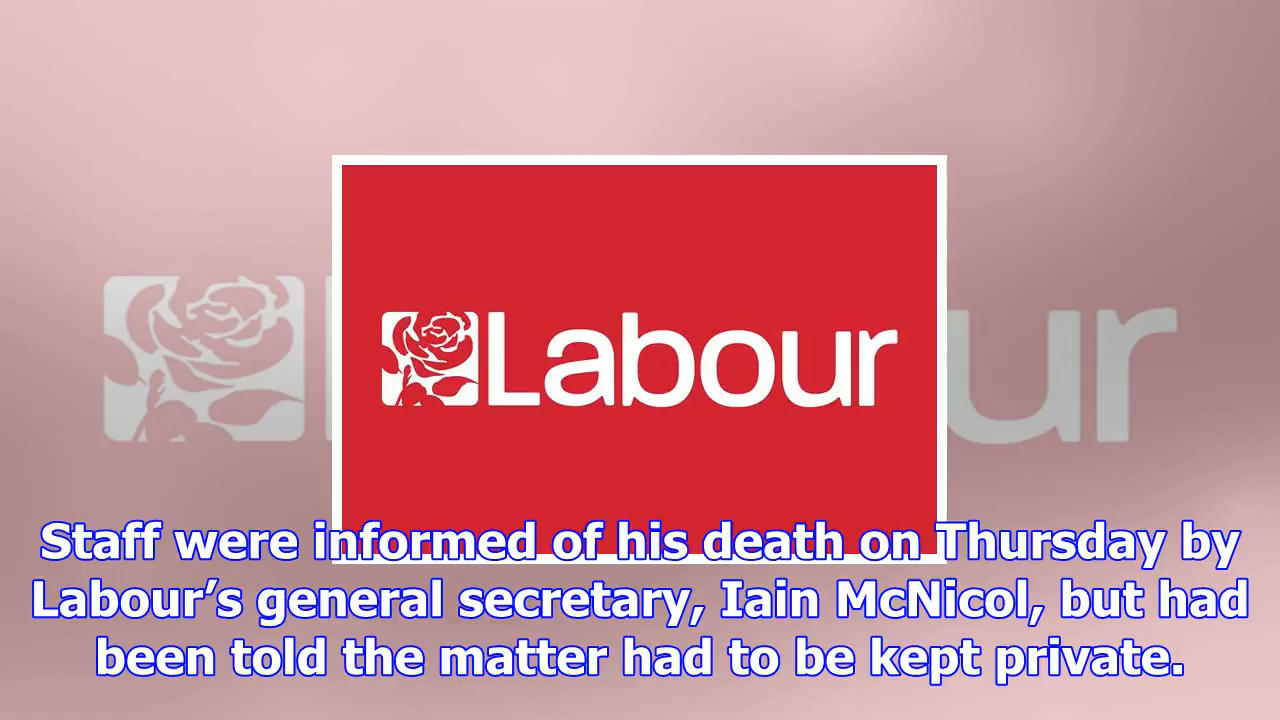 Labour
ur
Staff were informed of his death on Thursday by
Labour’s general secretary, Iain McNicol, but had
been told the matter had to be kept private.